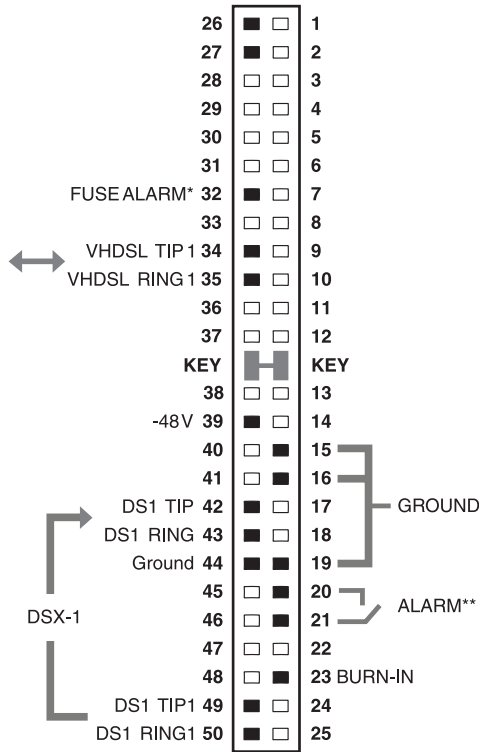 26 1
27 2
28 3
29 4
30 5
31 6
FUSE ALARM* 32 7
33 8
VHDSL TIP 1 34 9
VHDSL RING 1 35 10
36 11
37 12
KEY KEY
38 13
-48V 39 14
40 15
41 16
DS1 TIP 42 17
GROUND
DS1 RING 43 18
Ground 44 19
45 20
ALARM**
DSX-1
46 21
47 22
48 23 BURN-IN
DS1 TIP1 49 24
DS1 RING1 50 25